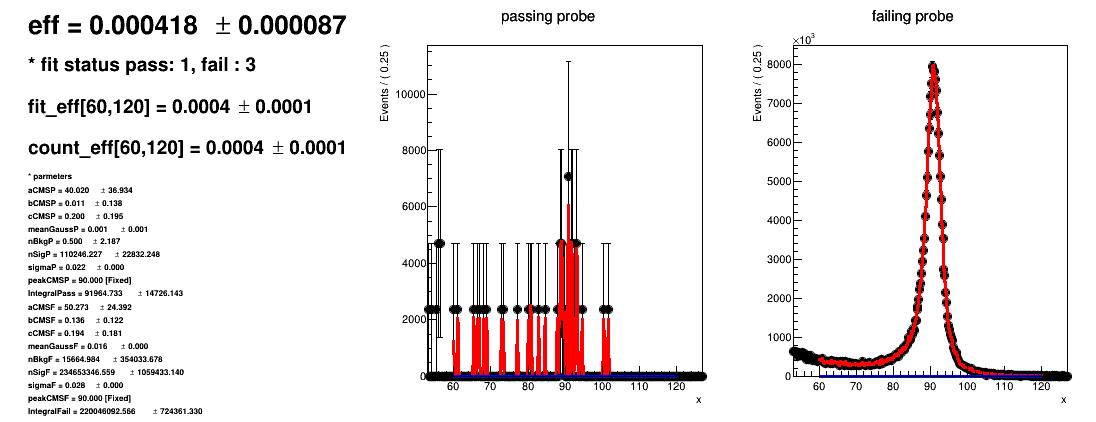 eff = 0.000418 ± 0.000087
* fit status pass: 1, fail : 3
fit_eff[60,120] = 0.0004 ± 0.0001
count_eff[60,120] = 0.0004 ± 0.0001
* parmeters
aCMSP = 40.020 ± 36.934
bCMSP = 0.011 ± 0.138
cCMSP = 0.200 ± 0.195
meanGaussP = 0.001 ± 0.001
nBkgP = 0.500 ± 2.187
nSigP = 110246.227 ± 22832.248
sigmaP = 0.022 ± 0.000
peakCMSP = 90.000 [Fixed]
IntegralPass = 91964.733 ± 14726.143
aCMSF = 50.273 ± 24.392
bCMSF = 0.136 ± 0.122
cCMSF = 0.194 ± 0.181
meanGaussF = 0.016 ± 0.000
nBkgF = 15664.984 ± 354033.678
nSigF = 234653346.559 ± 1059433.140
sigmaF = 0.028 ± 0.000
peakCMSF = 90.000 [Fixed]
IntegralFail = 220046092.566 ± 724361.330
passing probe
Events / ( 0.25 )
10000
8000
6000
4000
2000
0
60 70 80 90 100 110 120
x
failing probe
×10³
Events / ( 0.25 )
8000
7000
6000
5000
4000
3000
2000
1000
0
60 70 80 90 100 110 120
x